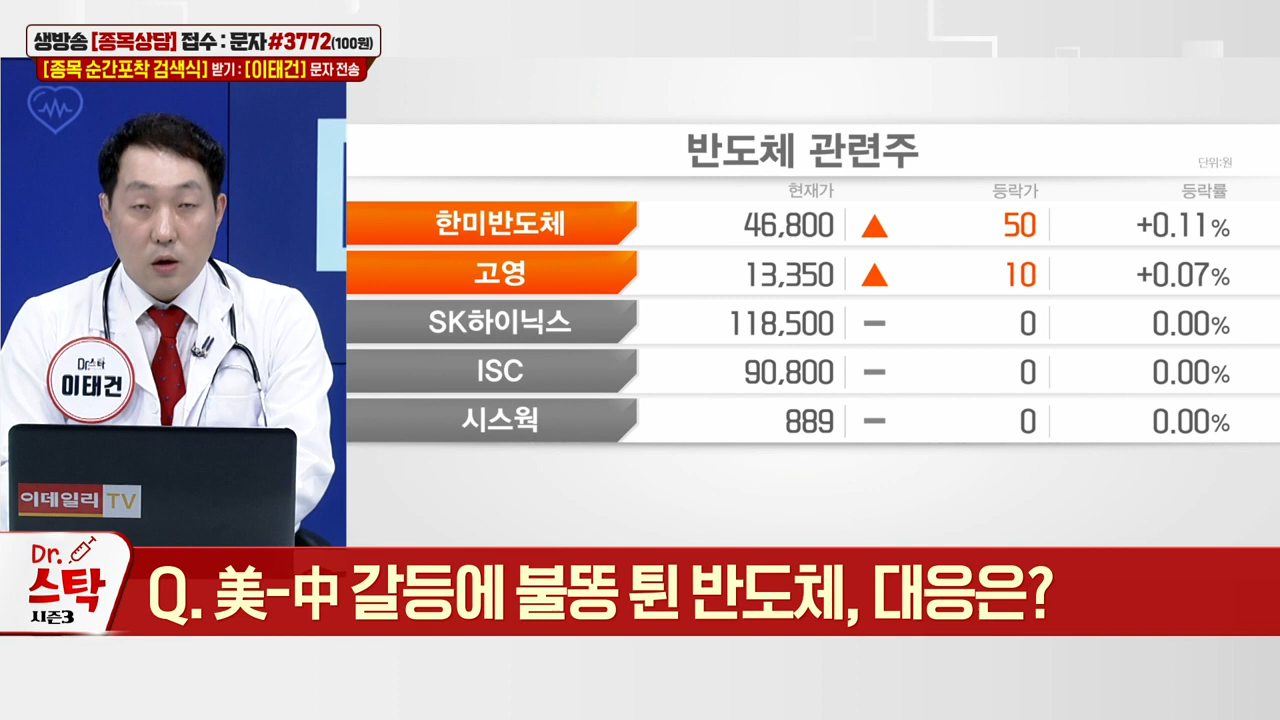 생방송 [종목상담] 접수 : 문자 #3772(100원)
[종목 순간포착 검색식] 받기 : [이태건] 문자 전송
반도체 관련주
단위:원
현재가 등락가 등락률
한미반도체 46,800 ▲ 50 +0.11%
고영 13,350 ▲ 10 +0.07%
SK하이닉스 118,500 - 0 0.00%
ISC 90,800 - 0 0.00%
시스웍 889 - 0 0.00%
Dr.스탁
이태건
이데일리 TV
Dr.
스탁
시즌3
Q. 美-中 갈등에 불똥 튄 반도체, 대응은?